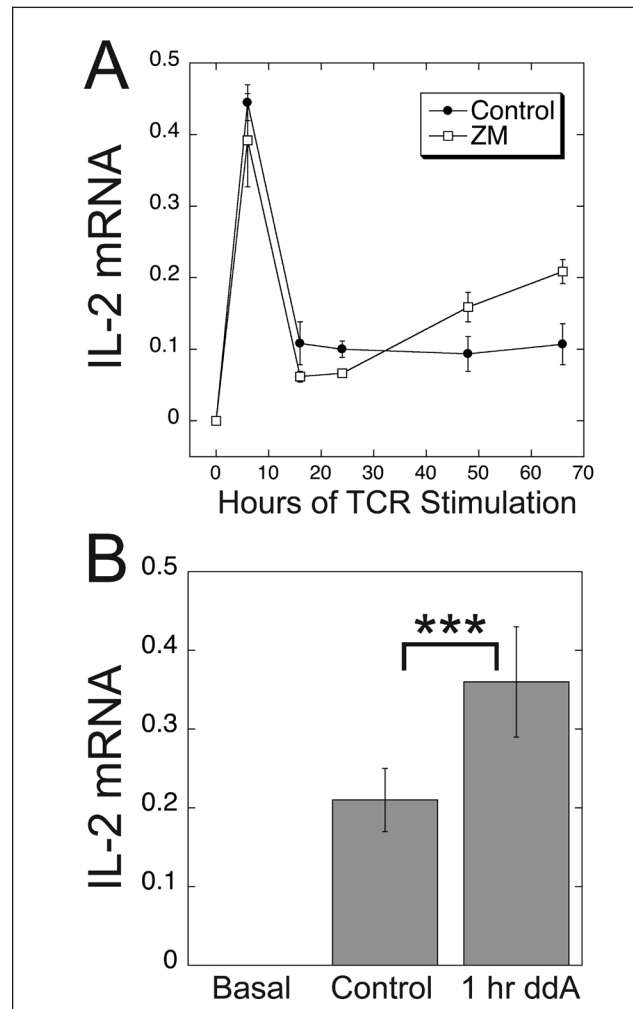 A
IL-2 mRNA
0.5
0.4
0.3
0.2
0.1
0
Control
ZM
0 10 20 30 40 50 60 70
Hours of TCR Stimulation
B
IL-2 mRNA
0.5
0.4
0.3
0.2
0.1
0
***
Basal Control 1 hr ddA